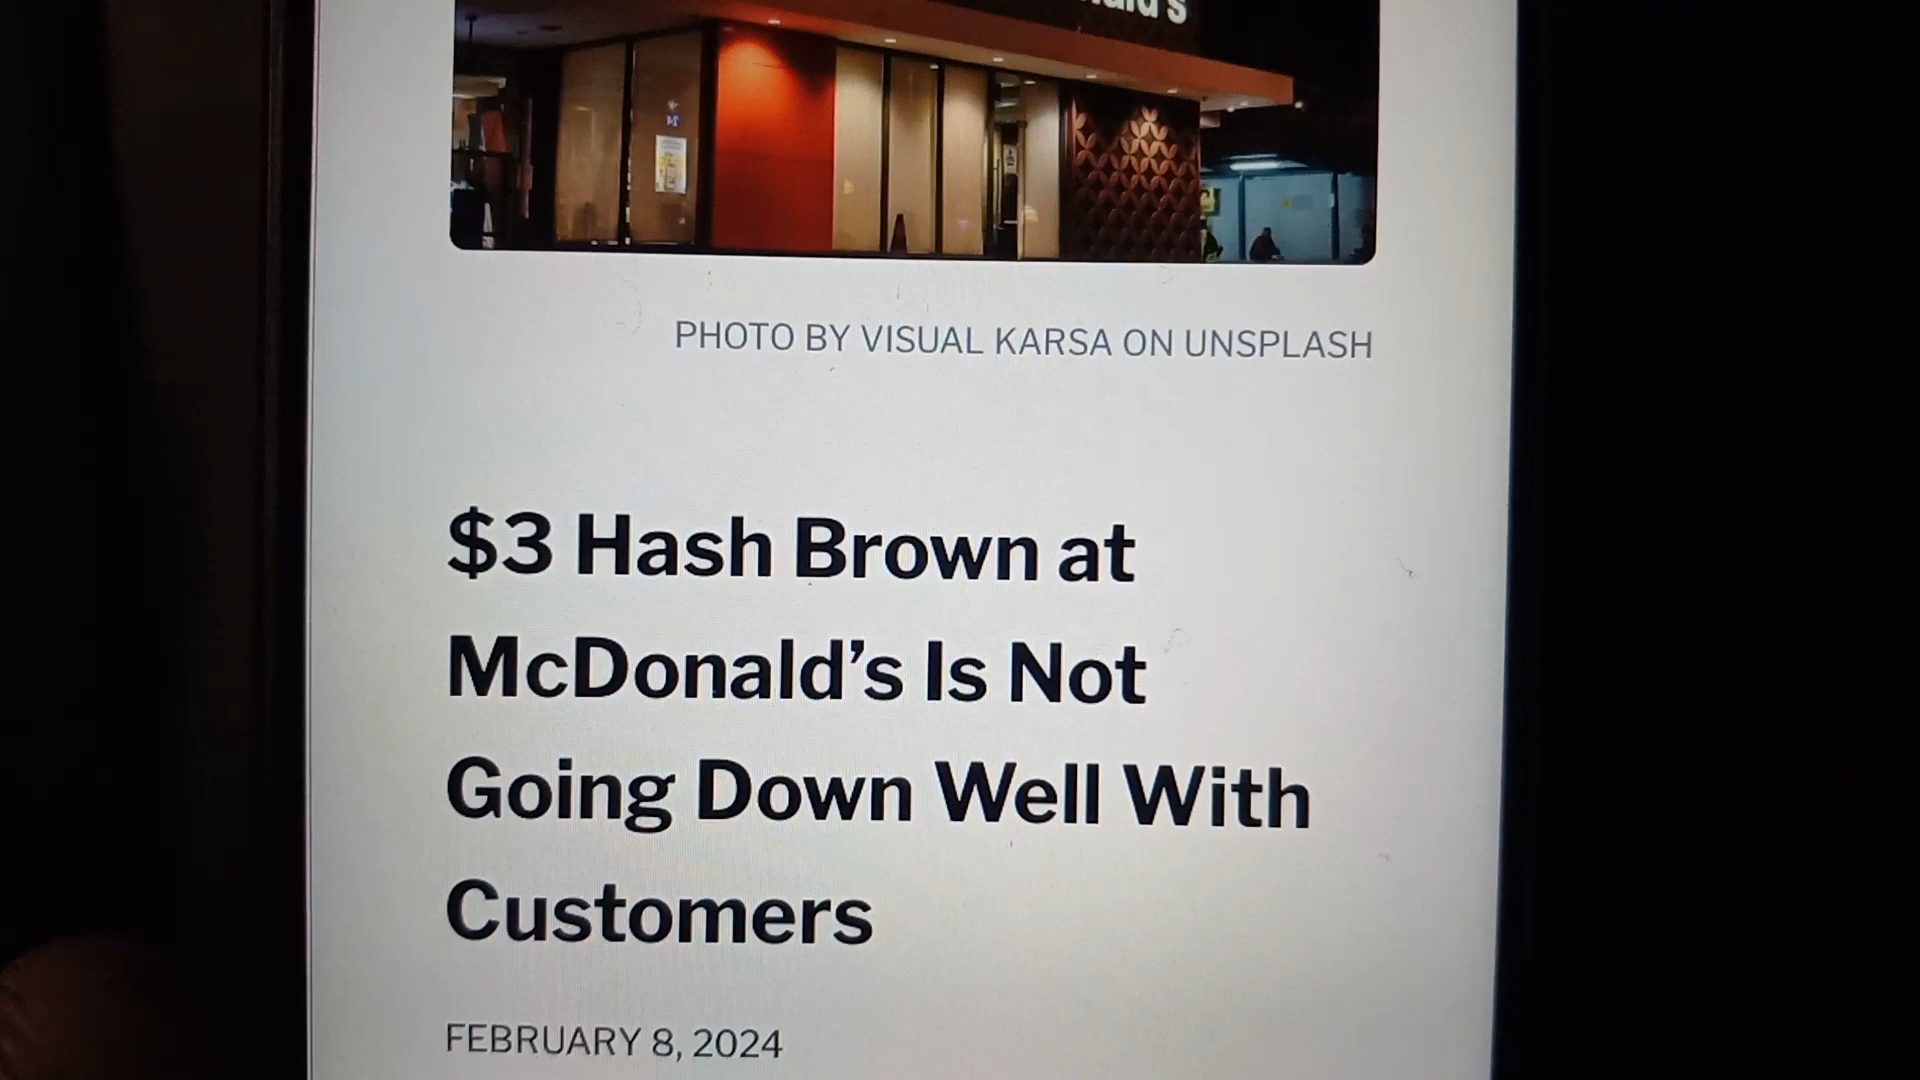 PHOTO BY VISUAL KARSA ON UNSPLASH
$3 Hash Brown at
McDonald’s Is Not
Going Down Well With
Customers
FEBRUARY 8, 2024